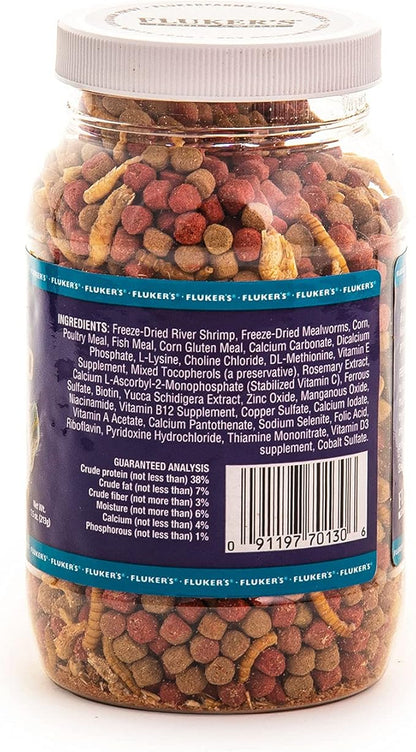 FLUKER'S
FLUKER'S® · FLUKER'S® · FLUKER'S® · FLUKER'S® · FLUKER'S® · FLUKER'S
INGREDIENTS: Freeze-Dried River Shrimp, Freeze-Dried Mealworms, Corn,
Poultry Meal, Fish Meal, Corn Gluten Meal, Calcium Carbonate, Dicalcium
Phosphate, L-Lysine, Choline Chloride, DL-Methionine, Vitamin E
Supplement, Mixed Tocopherols (a preservative), Rosemary Extract,
Calcium L-Ascorbyl-2-Monophosphate (Stabilized Vitamin C), Ferrous
Sulfate, Biotin, Yucca Schidigera Extract, Zinc Oxide, Manganous Oxide,
Niacinamide, Vitamin B12 Supplement, Copper Sulfate, Calcium Iodate,
Vitamin A Acetate, Calcium Pantothenate, Sodium Selenite, Folic Acid,
Riboflavin, Pyridoxine Hydrochloride, Thiamine Mononitrate, Vitamin D3
supplement, Cobalt Sulfate.
GUARANTEED ANALYSIS
Crude protein (not less than) 38%
Crude fat (not less than) 7%
Crude fiber (not more than) 3%
Moisture (not more than) 6%
Calcium (not less than) 4%
Phosphorous (not less than) 1%
Net Wt.
0 91197 70130 6
FLUKER'S® · FLUKER'S® · FLUKER'S® · FLUKER'S® · FLUKER'S® · FLUKER'S